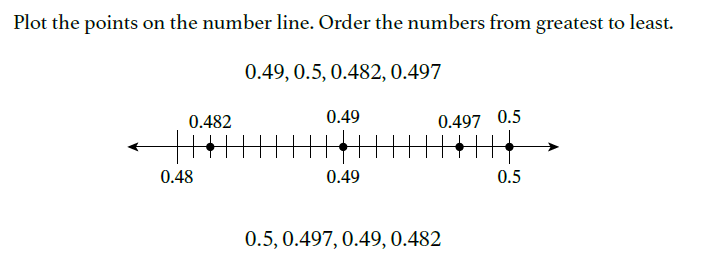 Plot the points on the number line. Order the numbers from greatest to least.
0.49, 0.5, 0.482, 0.497
0.482 0.49 0.497 0.5
0.48 0.49 0.5
0.5, 0.497, 0.49, 0.482